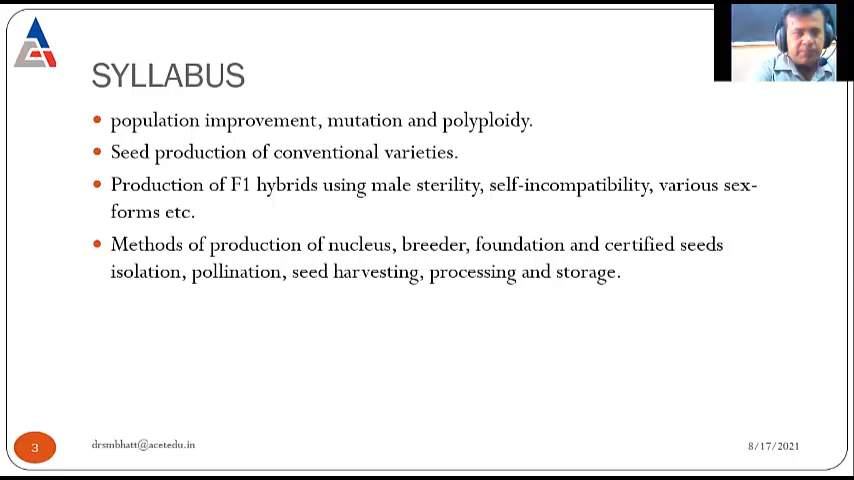 SYLLABUS
population improvement, mutation and polyploidy.
Seed production of conventional varieties.
Production of F1 hybrids using male sterility, self-incompatibility, various sex-
forms etc.
Methods of production of nucleus, breeder, foundation and certified seeds
isolation, pollination, seed harvesting, processing and storage.
3
drsmbhatt@acetedu.in
8/17/2021